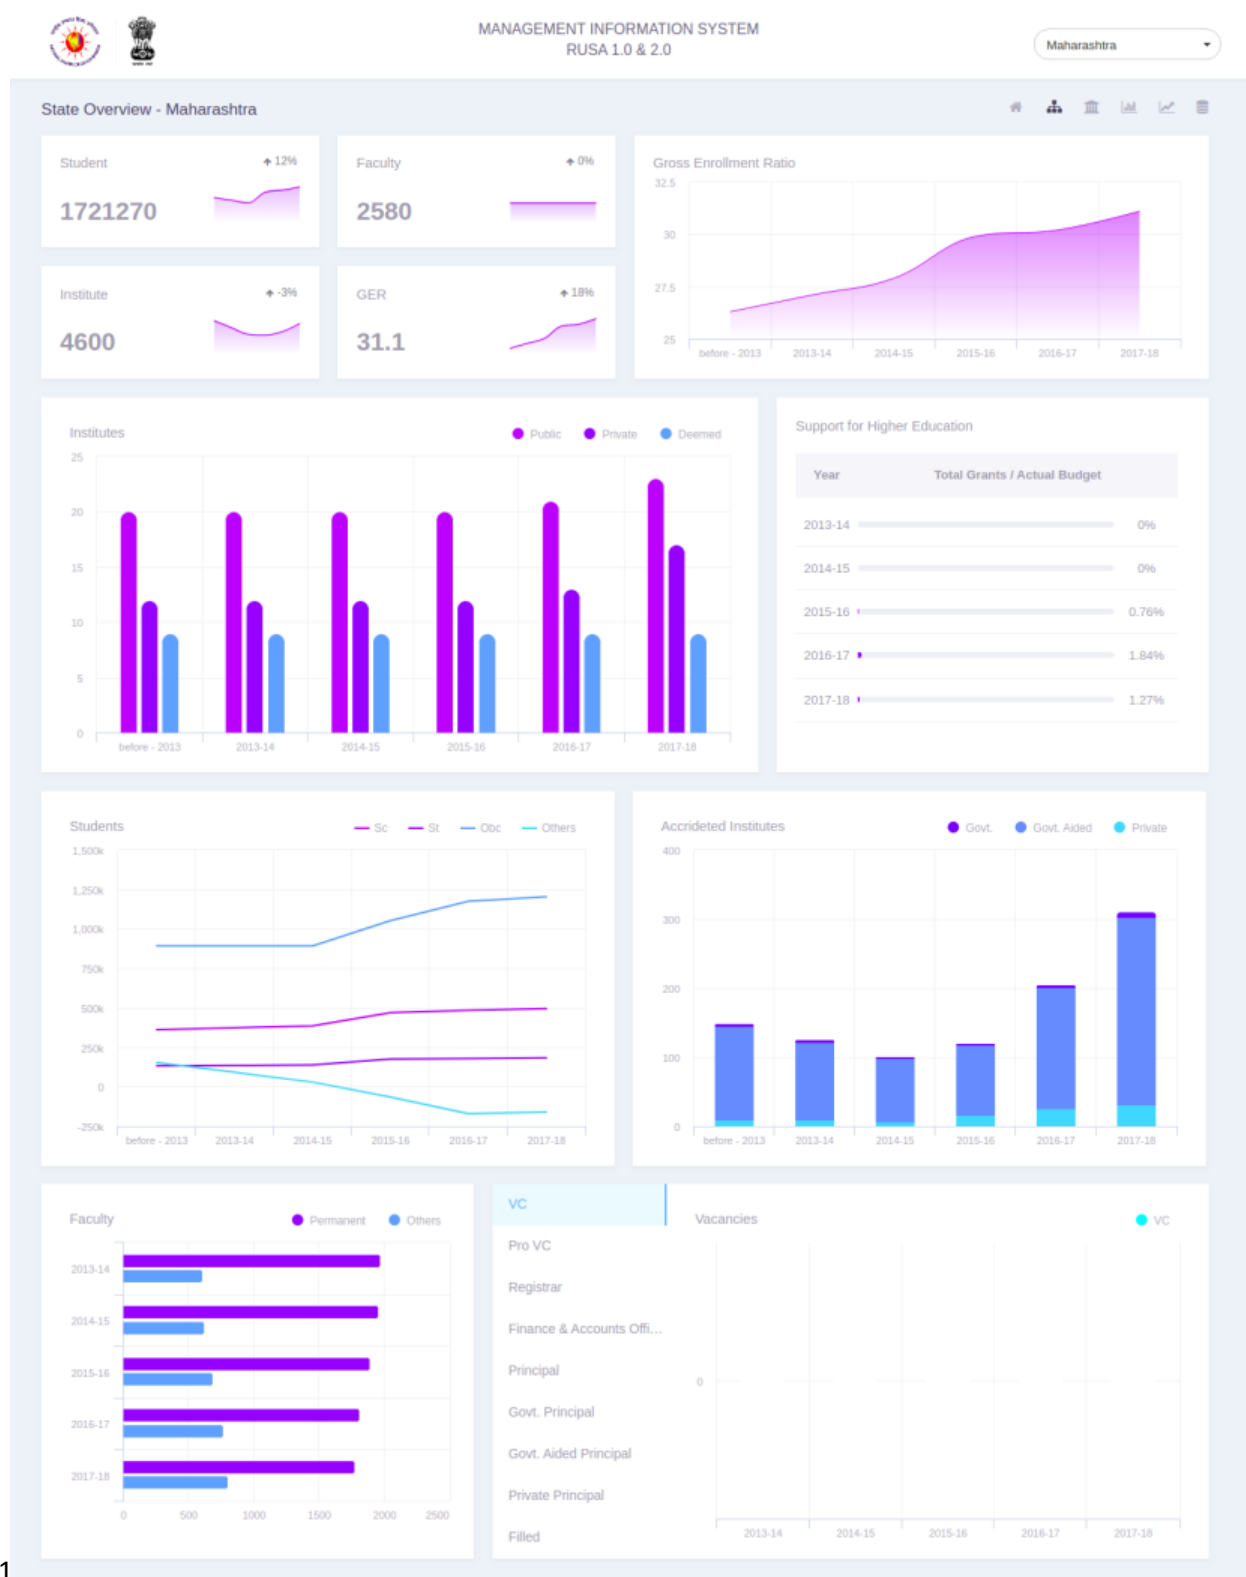 MANAGEMENT INFORMATION SYSTEM
RUSA 1.0 & 2.0
Maharashtra
State Overview - Maharashtra
Student
12%
1721270
Faculty
0%
2580
Institute
-3%
4600
GER
18%
31.1
Gross Enrollment Ratio
32.5
30
27.5
25
before - 2013 2013-14 2014-15 2015-16 2016-17 2017-18
Institutes
Public Private Deemed
25
20
15
10
5
0
before - 2013 2013-14 2014-15 2015-16 2016-17 2017-18
Support for Higher Education
Year Total Grants / Actual Budget
2013-14 0%
2014-15 0%
2015-16 0.76%
2016-17 1.84%
2017-18 1.27%
Students
Sc St Obc Others
1,500k
1,250k
1,000k
750k
500k
250k
0
-250k
before - 2013 2013-14 2014-15 2015-16 2016-17 2017-18
Accrideted Institutes
Govt. Govt. Aided Private
400
300
200
100
0
before - 2013 2013-14 2014-15 2015-16 2016-17 2017-18
Faculty
Permanent Others
2013-14
2014-15
2015-16
2016-17
2017-18
0 500 1000 1500 2000 2500
VC
Pro VC
Registrar
Finance & Accounts Offi...
Principal
Govt. Principal
Govt. Aided Principal
Private Principal
Filled
Vacancies
VC
0
2013-14 2014-15 2015-16 2016-17 2017-18
1